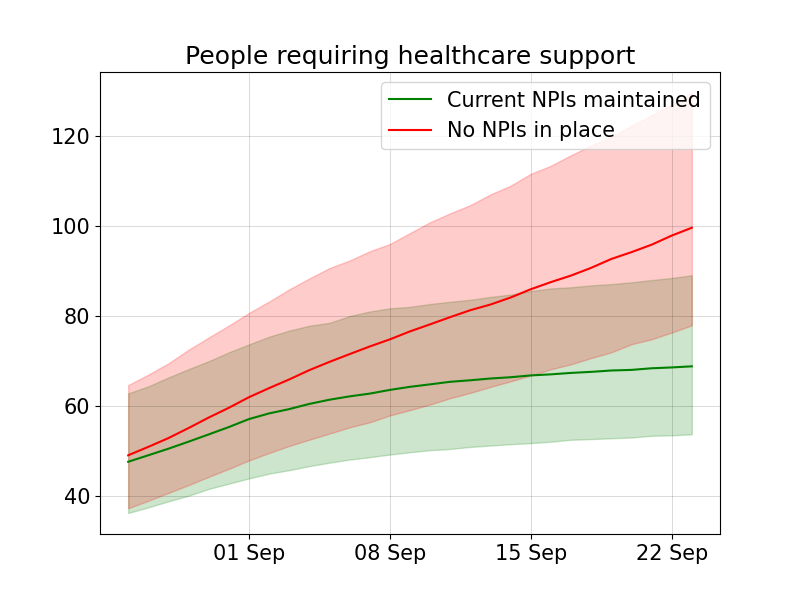 People requiring healthcare support
Current NPIs maintained
No NPIs in place
120
100
80
60
40
01 Sep 08 Sep 15 Sep 22 Sep